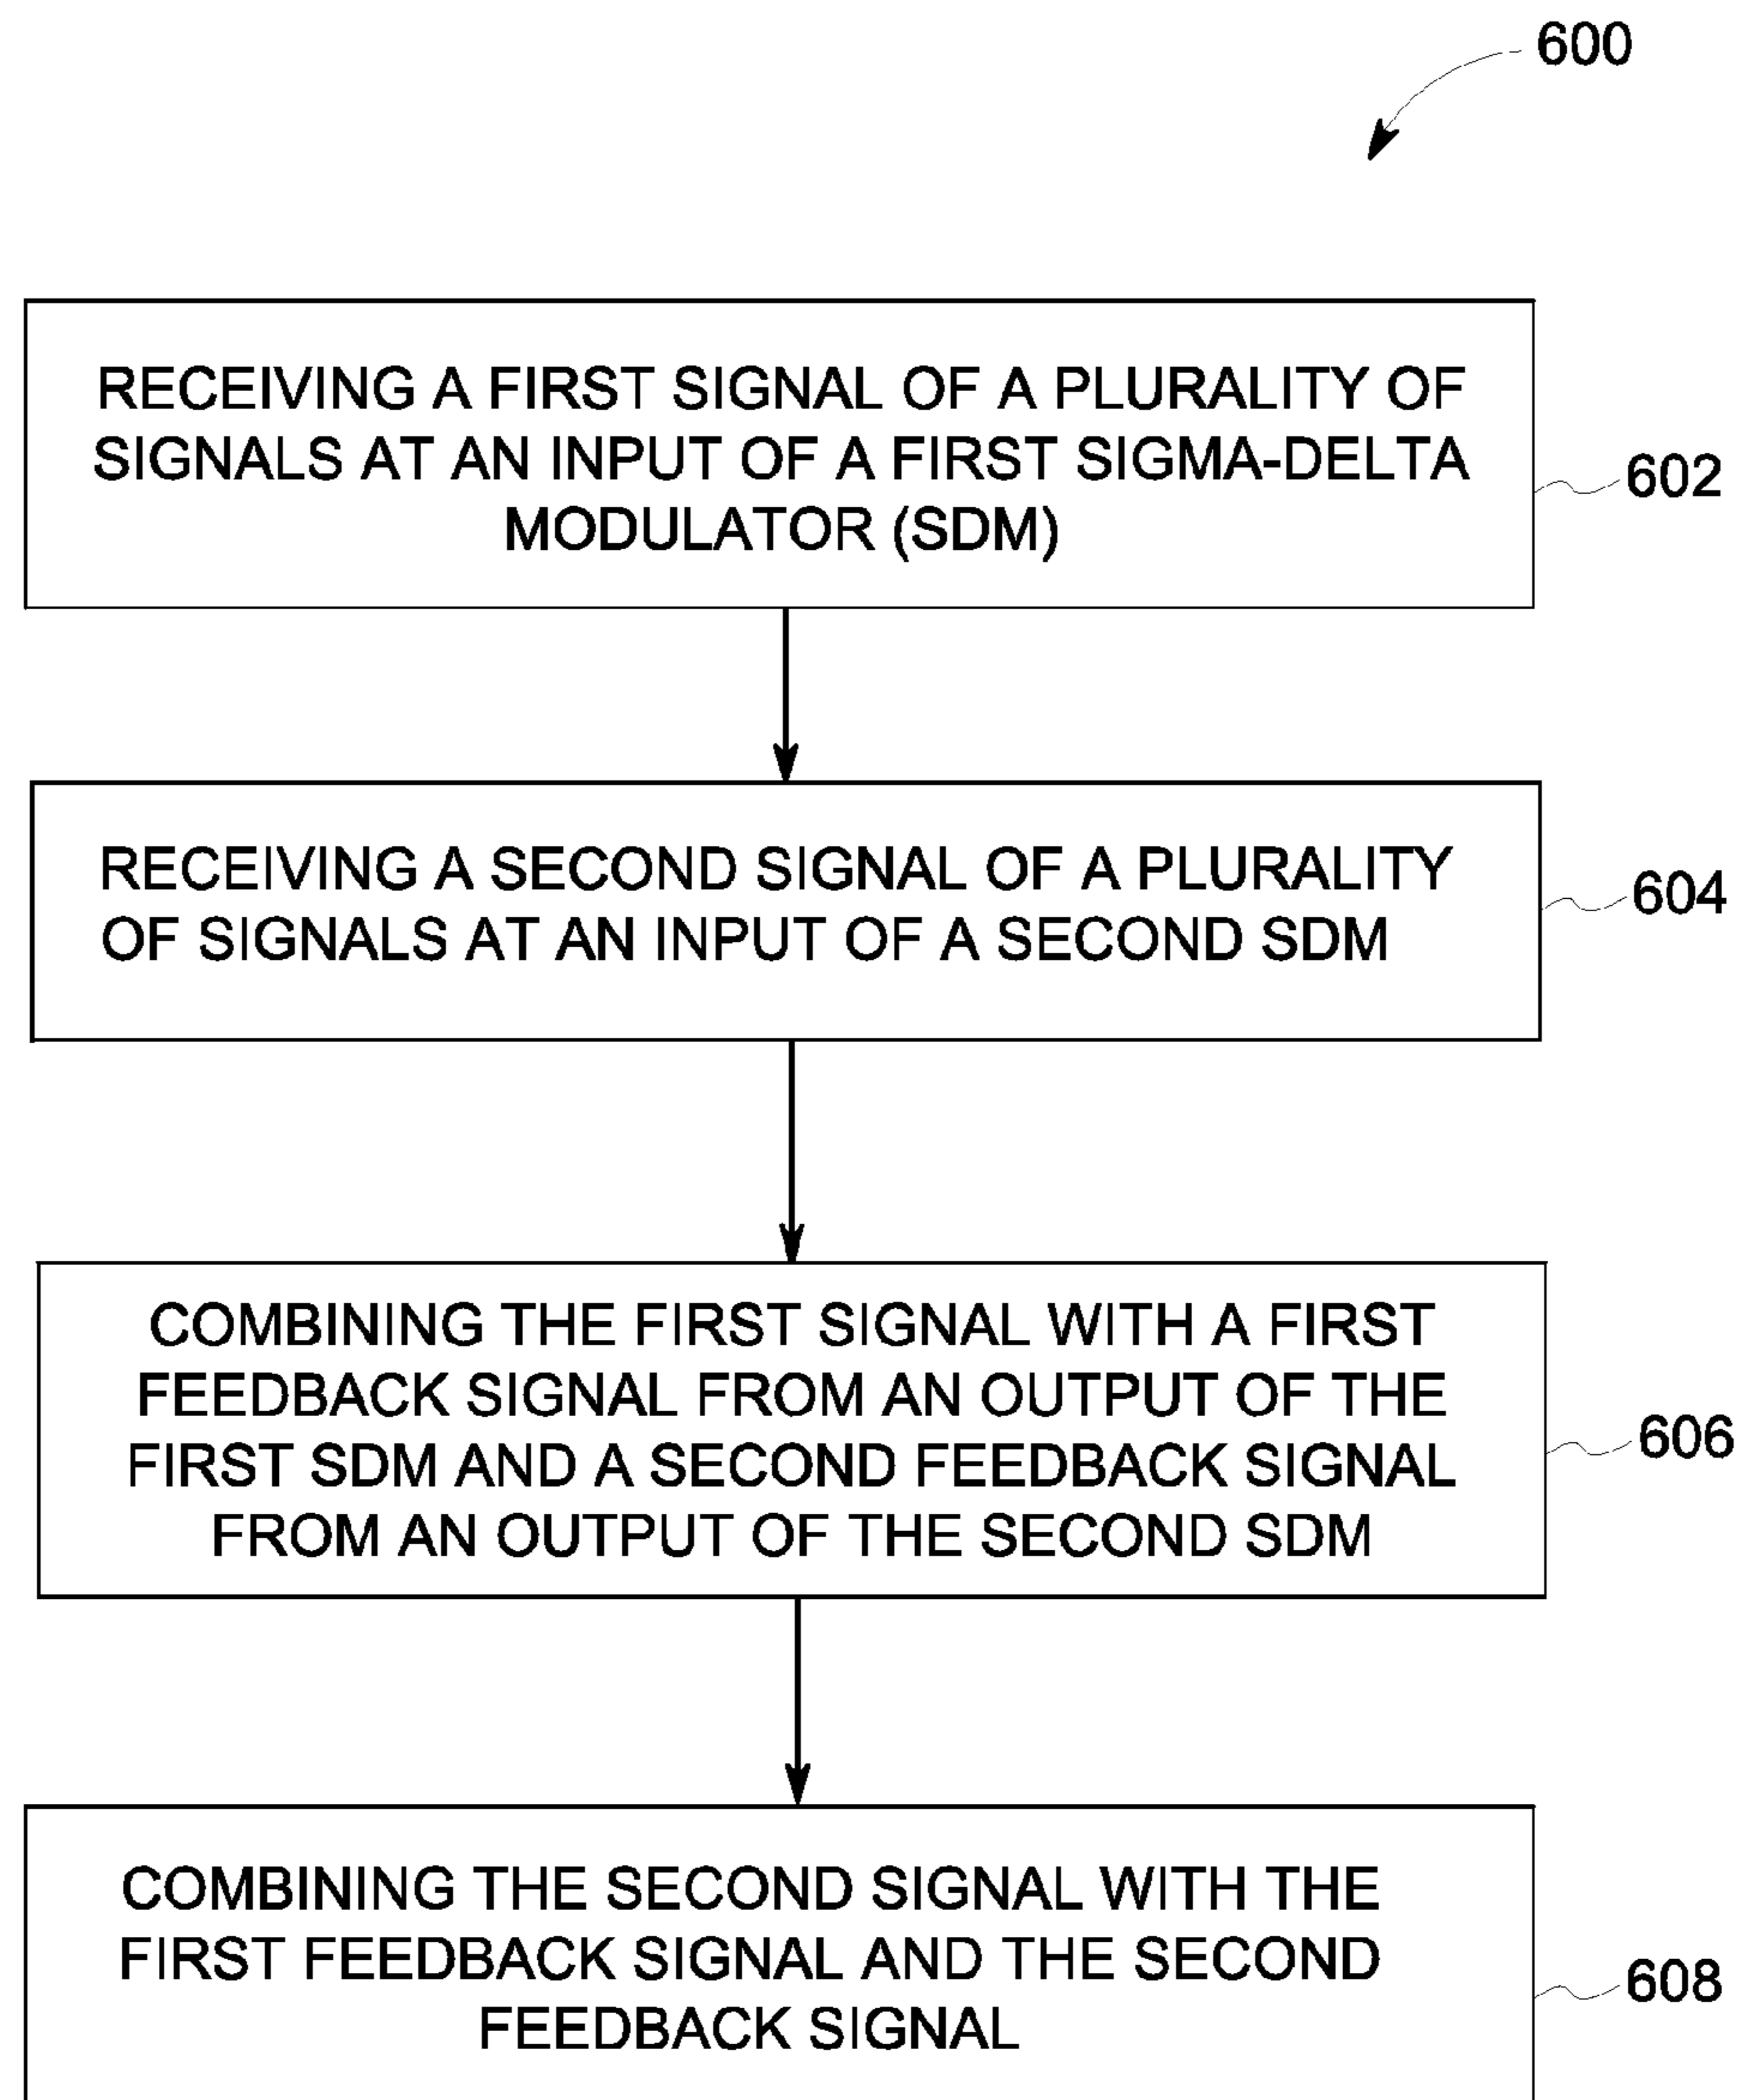 600
RECEIVING A FIRST SIGNAL OF A PLURALITY OF
SIGNALS AT AN INPUT OF A FIRST SIGMA-DELTA
MODULATOR (SDM)
602
RECEIVING A SECOND SIGNAL OF A PLURALITY
OF SIGNALS AT AN INPUT OF A SECOND SDM
604
COMBINING THE FIRST SIGNAL WITH A FIRST
FEEDBACK SIGNAL FROM AN OUTPUT OF THE
FIRST SDM AND A SECOND FEEDBACK SIGNAL
FROM AN OUTPUT OF THE SECOND SDM
606
COMBINING THE SECOND SIGNAL WITH THE
FIRST FEEDBACK SIGNAL AND THE SECOND
FEEDBACK SIGNAL
608